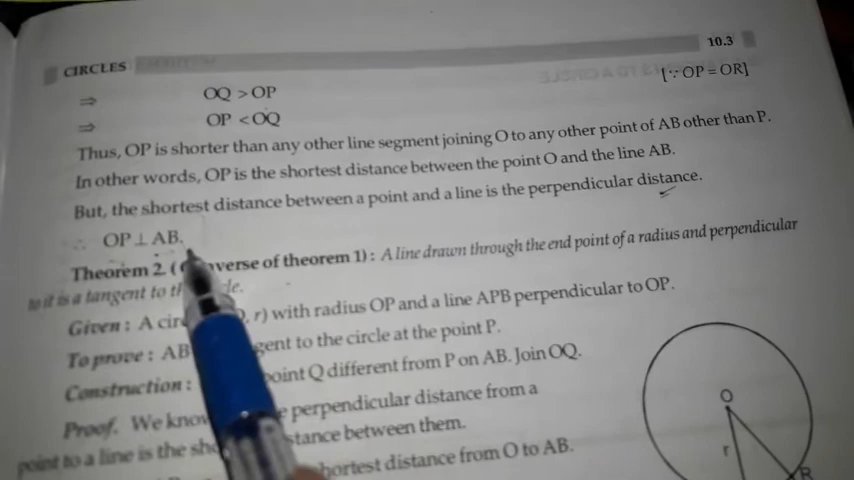 CIRCLES 10.3
⇒ OQ > OP [∵ OP = OR]
⇒ OP < OQ
Thus, OP is shorter than any other line segment joining O to any other point of AB other than P.
In other words, OP is the shortest distance between the point O and the line AB.
But, the shortest distance between a point and a line is the perpendicular distance.
∴ OP ⊥ AB.
Theorem 2. ( verse of theorem 1) : A line drawn through the end point of a radius and perpendicular
to it is a tangent to th le.
Given : A cir , r) with radius OP and a line APB perpendicular to OP.
To prove : AB gent to the circle at the point P.
Construction : point Q different from P on AB. Join OQ.
Proof. We know e perpendicular distance from a
point to a line is the sho stance between them.
hortest distance from O to AB.
O
r
R